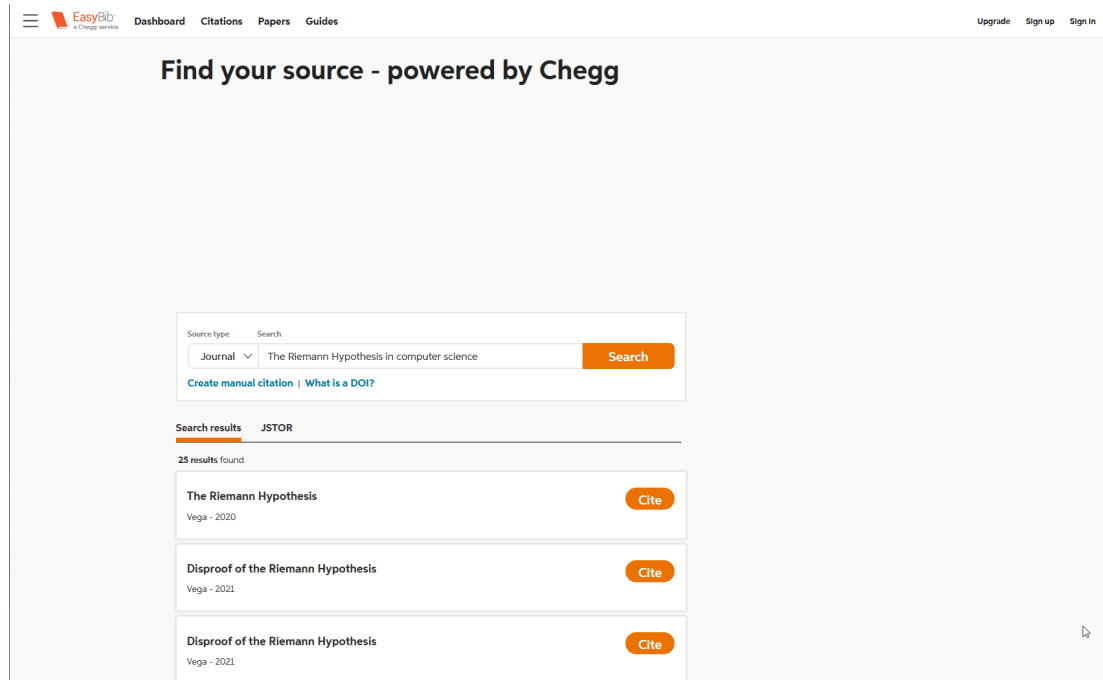 EasyBib
a Chegg service
Dashboard Citations Papers Guides
Upgrade Sign up Sign in
Find your source - powered by Chegg
Source type Search
Journal The Riemann Hypothesis in computer science Search
Create manual citation | What is a DOI?
Search results JSTOR
25 results found
The Riemann Hypothesis
Cite
Vega - 2020
Disproof of the Riemann Hypothesis
Cite
Vega - 2021
Disproof of the Riemann Hypothesis
Cite
Vega - 2021